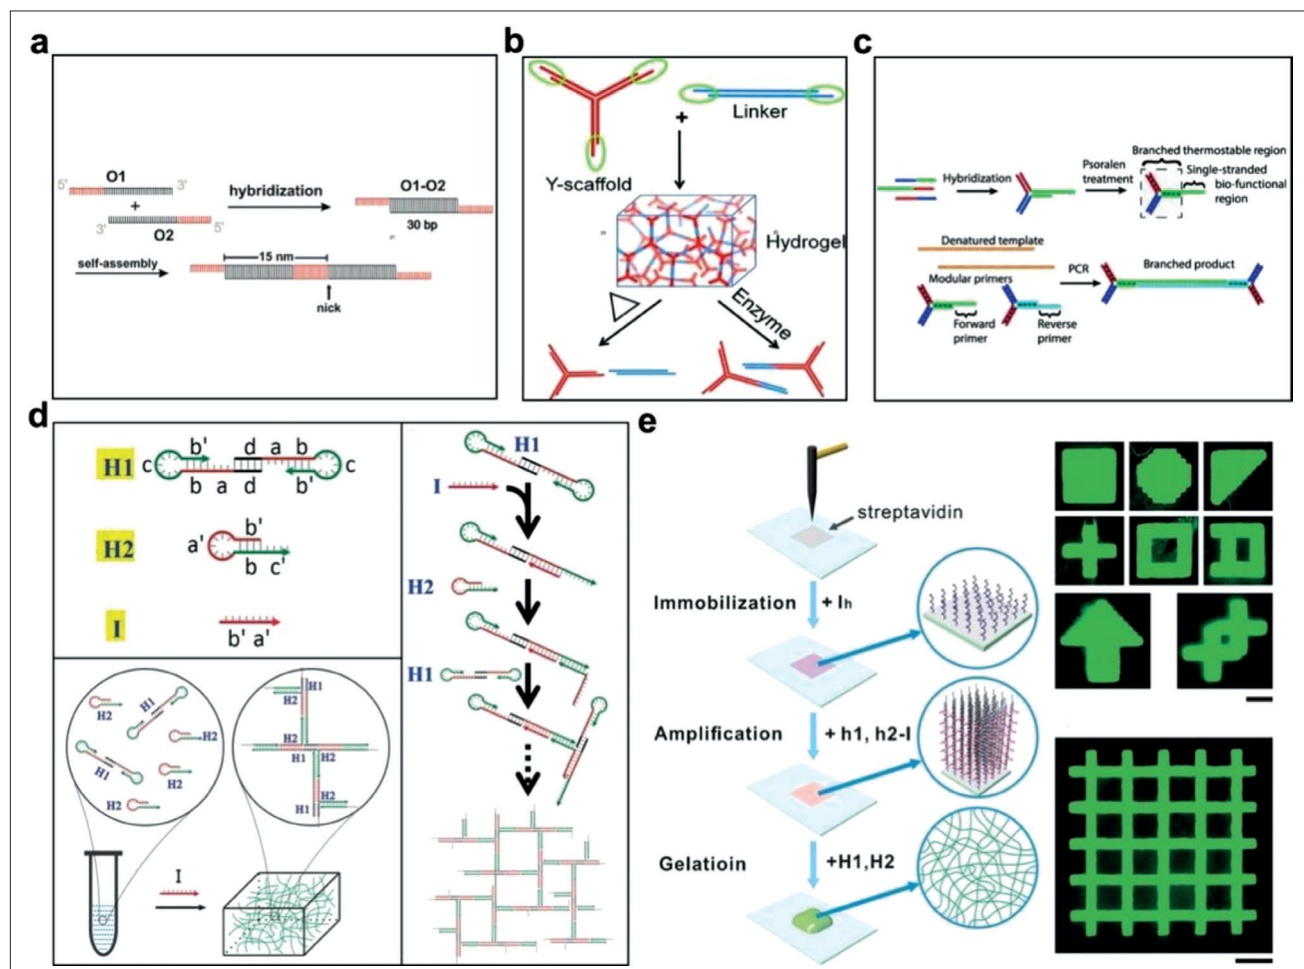 a
5'
O1
3'
+
3'
O2
5'
hybridization
O1-O2
30 bp
self-assembly
15 nm
nick
b
Y-scaffold
+
Linker
Hydrogel
Enzyme
c
Hybridization
Psoralen
treatment
Branched thermostable region
Single-stranded
bio-functional
region
Denatured template
Modular primers
PCR
Branched product
Forward
primer
Reverse
primer
d
H1
c
b'
d
a
b
c
b
a
d
b'
H2
a'
b'
b
c'
I
b' a'
H1
I
H2
H1
H2
H1
H2
H2
H1
H2
H2
H1
H2
H2
H1
H2
H2
H1
I
e
streptavidin
Immobilization
+ Ih
Amplification
+ h1, h2-I
Gelatioin
+H1,H2